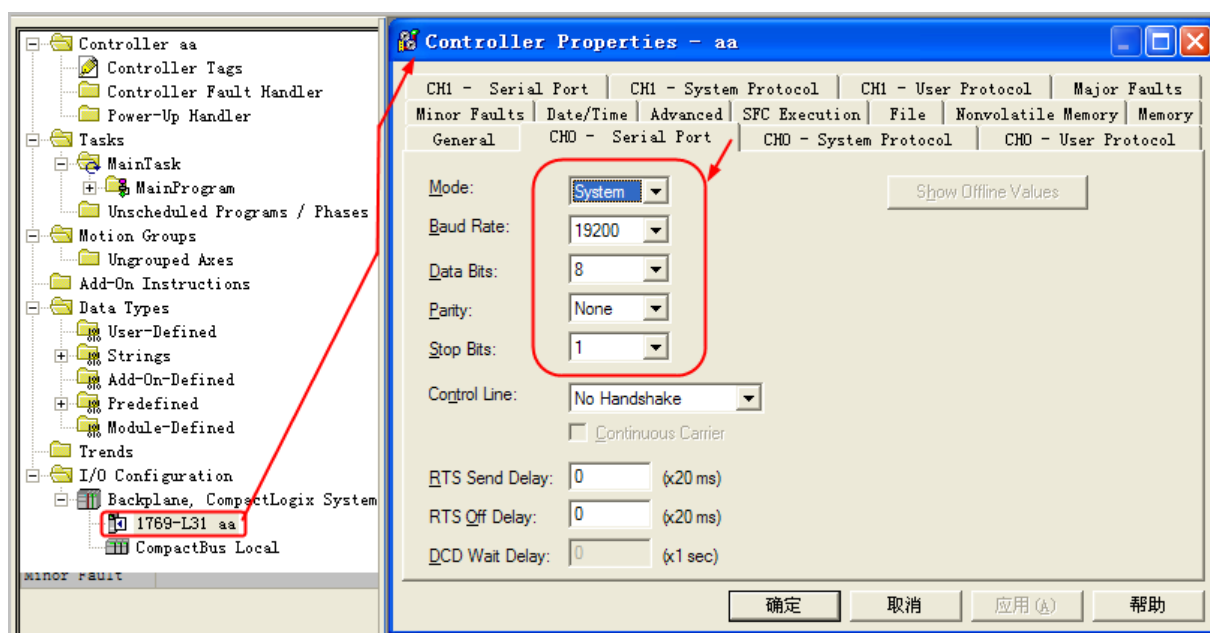 Controller aa
Controller Tags
Controller Fault Handler
Power-Up Handler
Tasks
MainTask
MainProgram
Unscheduled Programs / Phases
Motion Groups
Ungrouped Axes
Add-On Instructions
Data Types
User-Defined
Strings
Add-On-Defined
Predefined
Module-Defined
Trends
I/O Configuration
Backplane, CompactLogix System
1769-L31 aa
CompactBus Local
Minor Fault
Controller Properties - aa
CH1 - Serial Port CH1 - System Protocol CH1 - User Protocol Major Faults
Minor Faults Date/Time Advanced SFC Execution File Nonvolatile Memory Memory
General CH0 - Serial Port CH0 - System Protocol CH0 - User Protocol
Mode: System Show Offline Values
Baud Rate: 19200
Data Bits: 8
Parity: None
Stop Bits: 1
Control Line: No Handshake
Continuous Carrier
RTS Send Delay: 0 (x20 ms)
RTS Off Delay: 0 (x20 ms)
DCD Wait Delay: 0 (x1 sec)
确定 取消 应用(A) 帮助